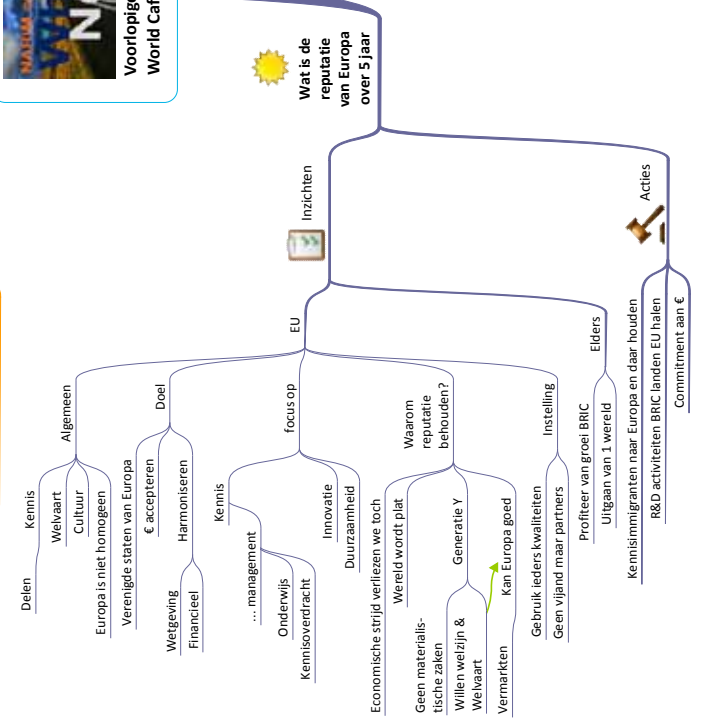 Voorlopige
World Caf
Wat is de
reputatie
van Europa
over 5 jaar
Inzichten
EU
Algemeen
Kennis
Delen
Welvaart
Cultuur
Europa is niet homogeen
Doel
Verenigde staten van Europa
€ accepteren
Harmoniseren
Wetgeving
Financieel
focus op
Kennis
... management
Onderwijs
Kennisoverdracht
Innovatie
Duurzaamheid
Waarom
reputatie
behouden?
Economische strijd verliezen we toch
Wereld wordt plat
Generatie Y
Geen materialis-
tische zaken
Willen welzijn &
Welvaart
Kan Europa goed
Vermarkten
Instelling
Gebruik ieders kwaliteiten
Geen vijand maar partners
Elders
Profiteer van groei BRIC
Uitgaan van 1 wereld
Acties
Kennisimmigranten naar Europa en daar houden
R&D activiteiten BRIC landen EU halen
Commitment aan €